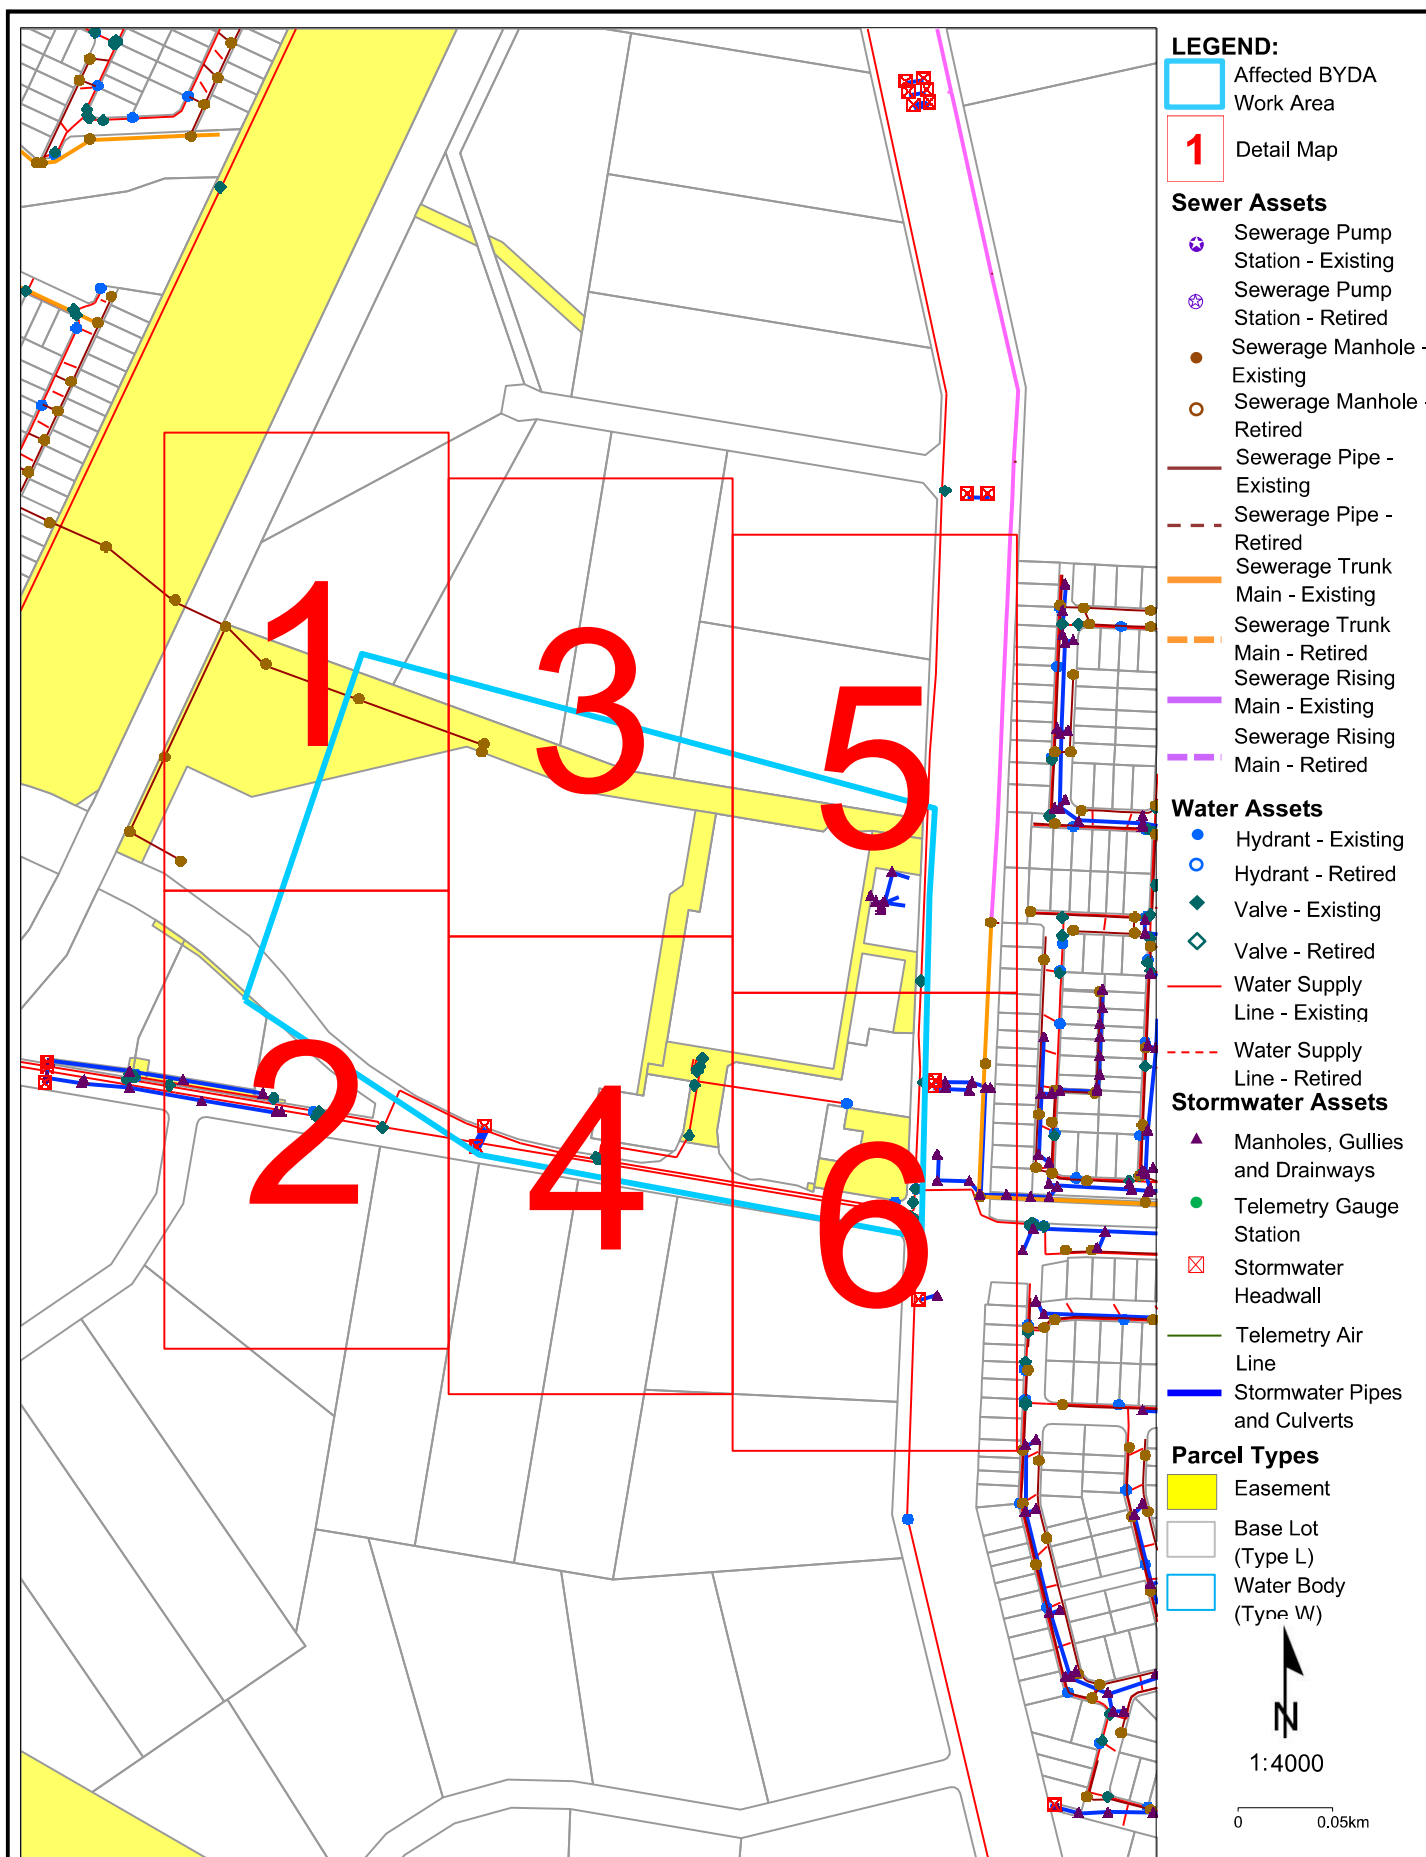 1
2
3
4
5
6
LEGEND:
Affected BYDA
Work Area
1
Detail Map
Sewer Assets
Sewerage Pump
Station - Existing
Sewerage Pump
Station - Retired
Sewerage Manhole -
Existing
Sewerage Manhole -
Retired
Sewerage Pipe -
Existing
Sewerage Pipe -
Retired
Sewerage Trunk
Main - Existing
Sewerage Trunk
Main - Retired
Sewerage Rising
Main - Existing
Sewerage Rising
Main - Retired
Water Assets
Hydrant - Existing
Hydrant - Retired
Valve - Existing
Valve - Retired
Water Supply
Line - Existing
Water Supply
Line - Retired
Stormwater Assets
Manholes, Gullies
and Drainways
Telemetry Gauge
Station
Stormwater
Headwall
Telemetry Air
Line
Stormwater Pipes
and Culverts
Parcel Types
Easement
Base Lot
(Type L)
Water Body
(Type W)
N
1:4000
0 0.05km